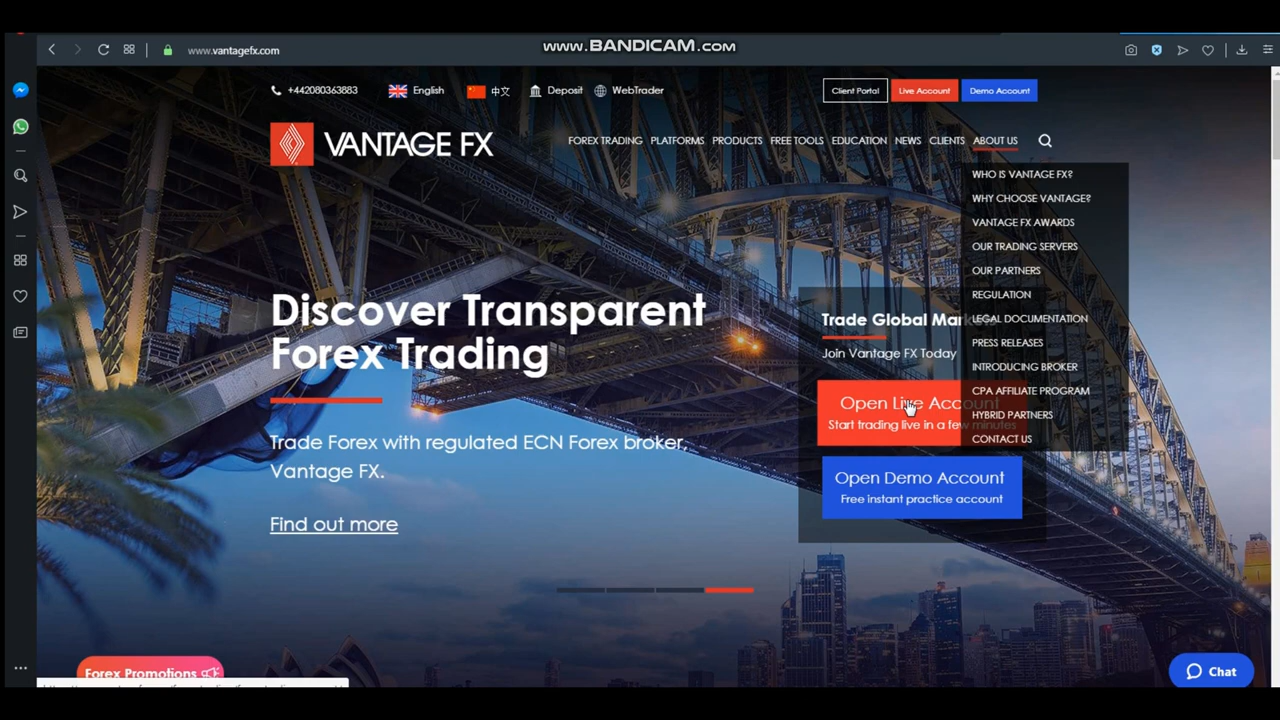 www.BANDICAM.com
www.vantagefx.com
+442080363883
English
中文
Deposit
WebTrader
Client Portal
Live Account
Demo Account
VANTAGE FX
FOREX TRADING
PLATFORMS
PRODUCTS
FREE TOOLS
EDUCATION
NEWS
CLIENTS
ABOUT US
WHO IS VANTAGE FX?
WHY CHOOSE VANTAGE?
VANTAGE FX AWARDS
OUR TRADING SERVERS
OUR PARTNERS
REGULATION
LEGAL DOCUMENTATION
PRESS RELEASES
INTRODUCING BROKER
CPA AFFILIATE PROGRAM
HYBRID PARTNERS
CONTACT US
Discover Transparent
Forex Trading
Trade Forex with regulated ECN Forex broker,
Vantage FX.
Find out more
Trade Global Markets
Join Vantage FX Today
Open Live Account
Start trading live in a few minutes
Open Demo Account
Free instant practice account
Forex Promotions
Chat